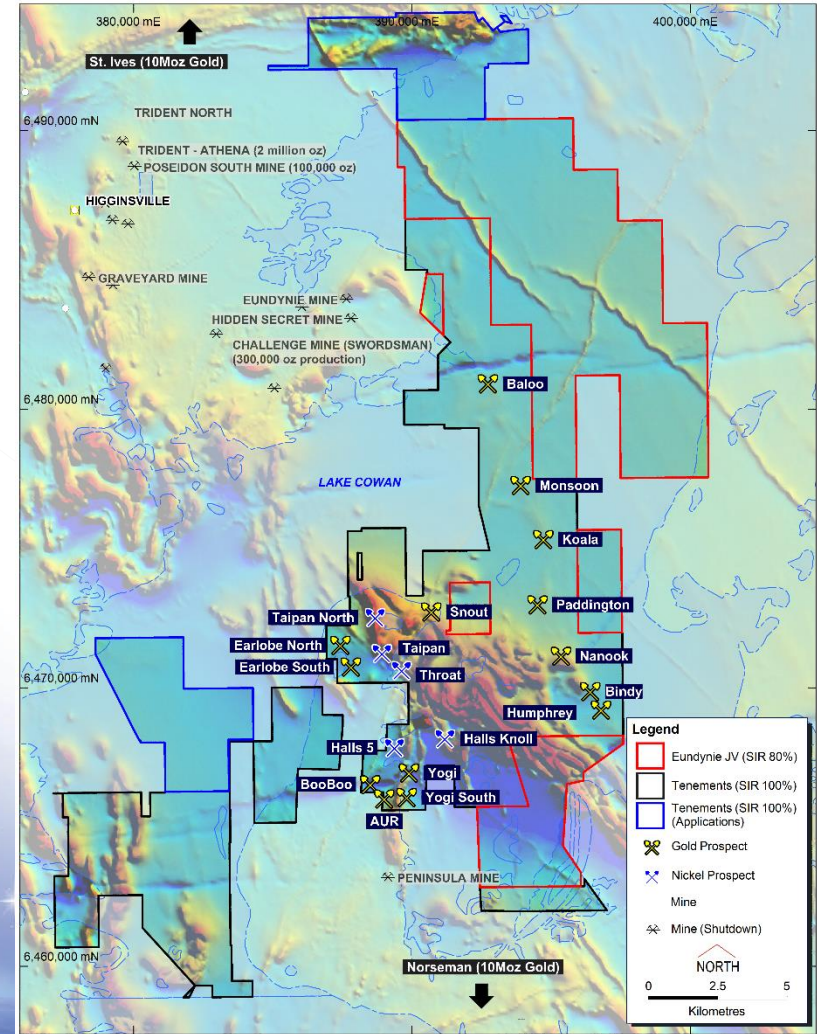 380,000 mE
390,000 mE
400,000 mE
St. Ives (10Moz Gold)
6,490,000 mN
TRIDENT NORTH
TRIDENT - ATHENA (2 million oz)
POSEIDON SOUTH MINE (100,000 oz)
HIGGINSVILLE
GRAVEYARD MINE
EUNDYNIE MINE
HIDDEN SECRET MINE
CHALLENGE MINE (SWORDSMAN)
(300,000 oz production)
Baloo
6,480,000 mN
LAKE COWAN
Monsoon
Koala
Paddington
Snout
Taipan North
Earlobe North
Taipan
Nanook
Earlobe South
Throat
6,470,000 mN
Bindy
Humphrey
Halls Knoll
Halls 5
Yogi
BooBoo
Yogi South
AUR
PENINSULA MINE
6,460,000 mN
Norseman (10Moz Gold)
Legend
Eundynie JV (SIR 80%)
Tenements (SIR 100%)
Tenements (SIR 100%)
(Applications)
Gold Prospect
Nickel Prospect
Mine
Mine (Shutdown)
NORTH
0 2.5 5
Kilometres